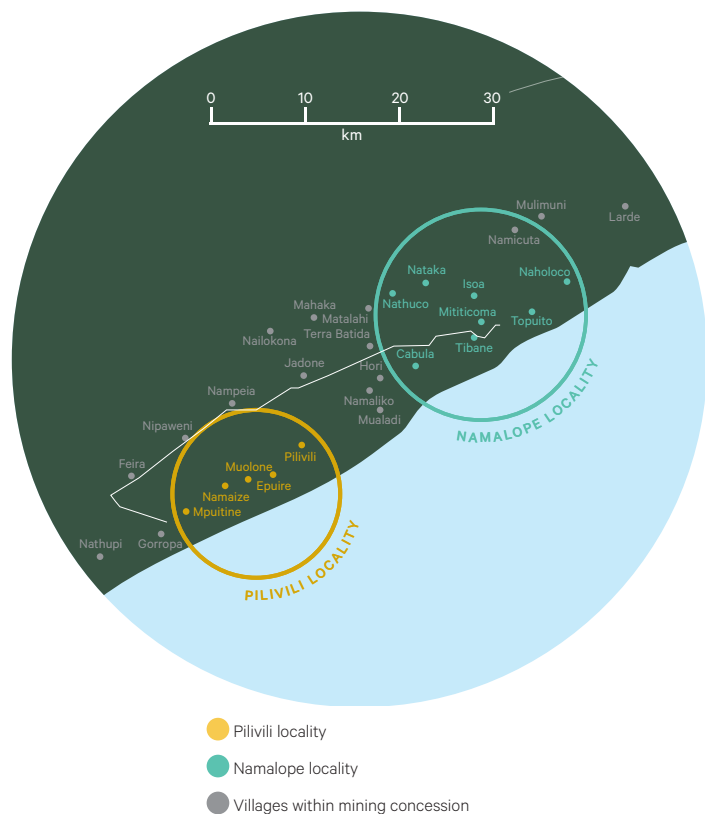 0 10 20 30
km
Mulimuni
Larde
Namicuta
Nataka
Naholoco
Isoa
Nathuco
Mahaka
Mititicoma
Matalahi
Topuito
Terra Batida
Nailokona
Tibane
Cabula
Jadone
Hori
Nampeia
Namaliko
Mualadi
NAMALOPE LOCALITY
Nipaweni
Pilivili
Feira
Muolone
Epuire
Namaize
Mpuitine
Nathupi
Gorropa
PILIVILI LOCALITY
Pilivili locality
Namalope locality
Villages within mining concession